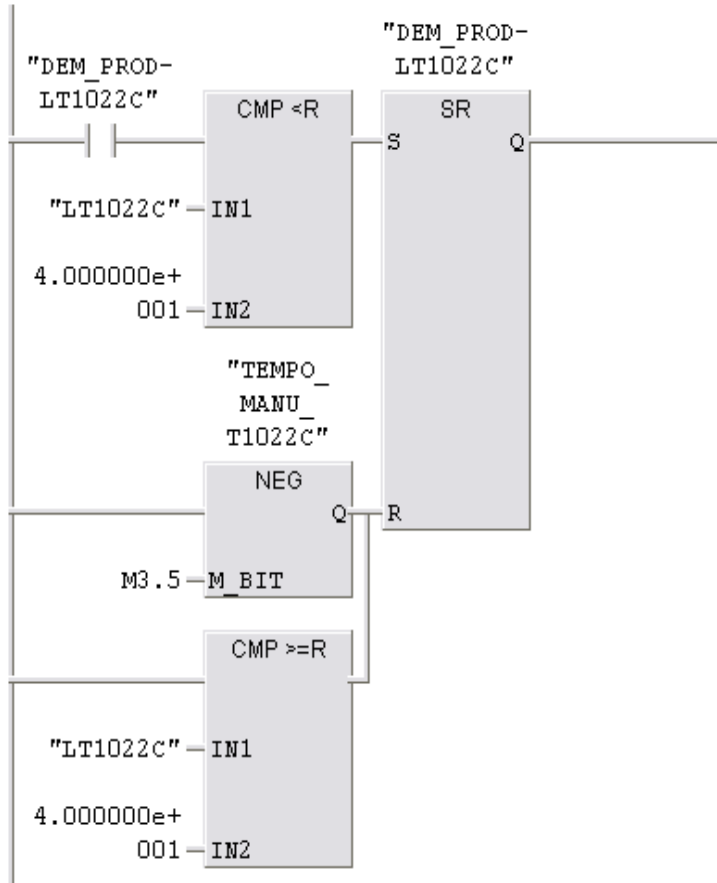 "DEM_PROD-
LT1022C"
"DEM_PROD-
LT1022C"
CMP <R
SR
S
Q
"LT1022C"
IN1
4.000000e+
001
IN2
"TEMPO_
MANU_
T1022C"
NEG
Q
R
M3.5
M_BIT
CMP >=R
"LT1022C"
IN1
4.000000e+
001
IN2